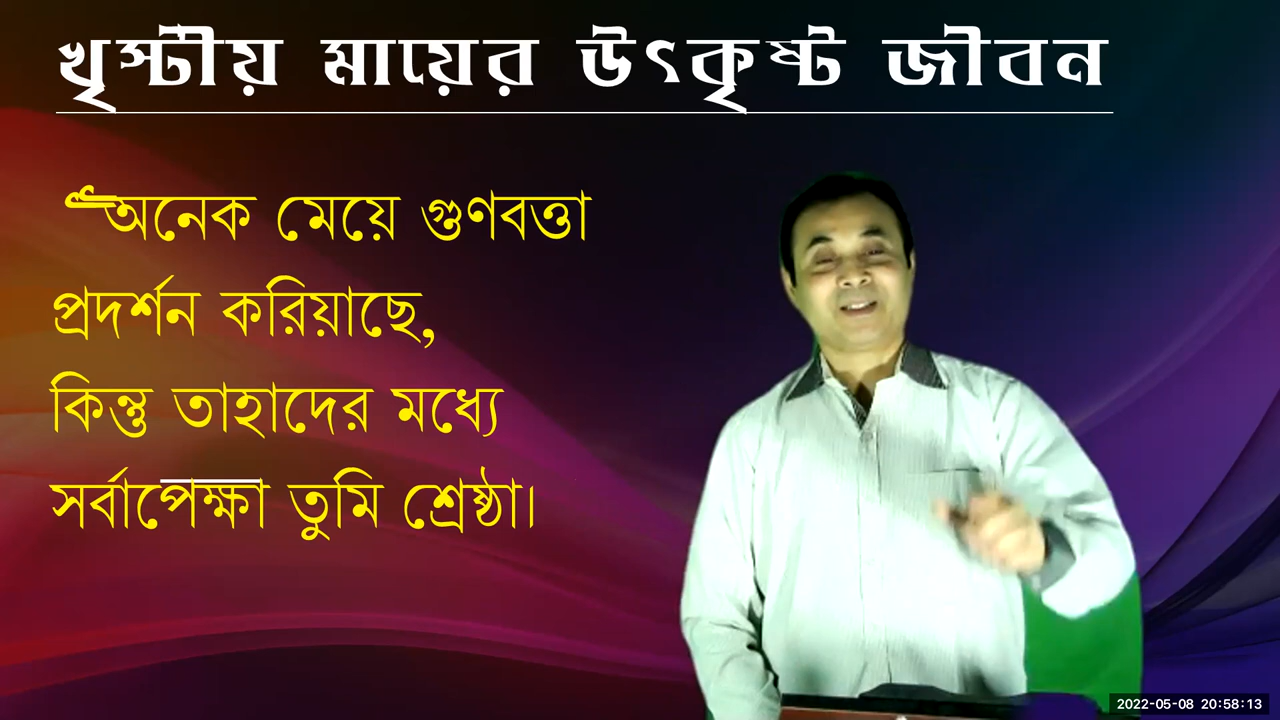 খৃস্টীয় মায়ের উৎকৃষ্ট জীবন
“অনেক মেয়ে গুণবত্তা
প্রদর্শন করিয়াছে,
কিন্তু তাহাদের মধ্যে
সর্বাপেক্ষা তুমি শ্রেষ্ঠা।
2022-05-08 20:58:13